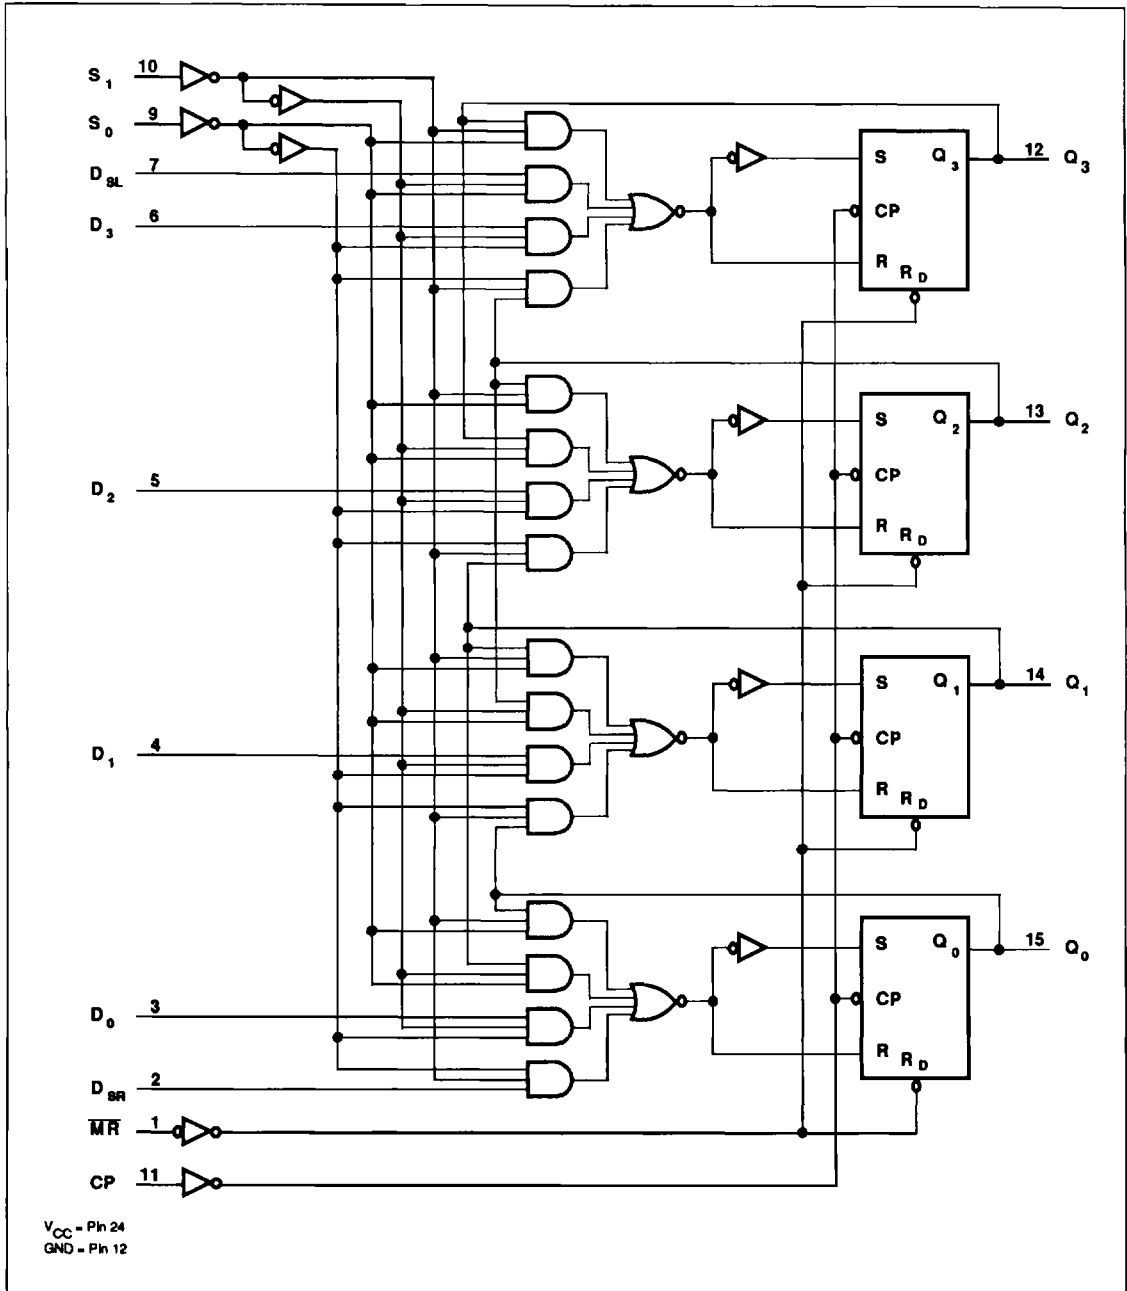 S1 10
S0 9
DSL 7
D3 6
S Q3 12 Q3
CP
R RD
D2 5
S Q2 13 Q2
CP
R RD
D1 4
S Q1 14 Q1
CP
R RD
D0 3
S Q0 15 Q0
CP
R RD
DSR 2
MR 1
CP 11
VCC = Pin 24
GND = Pin 12